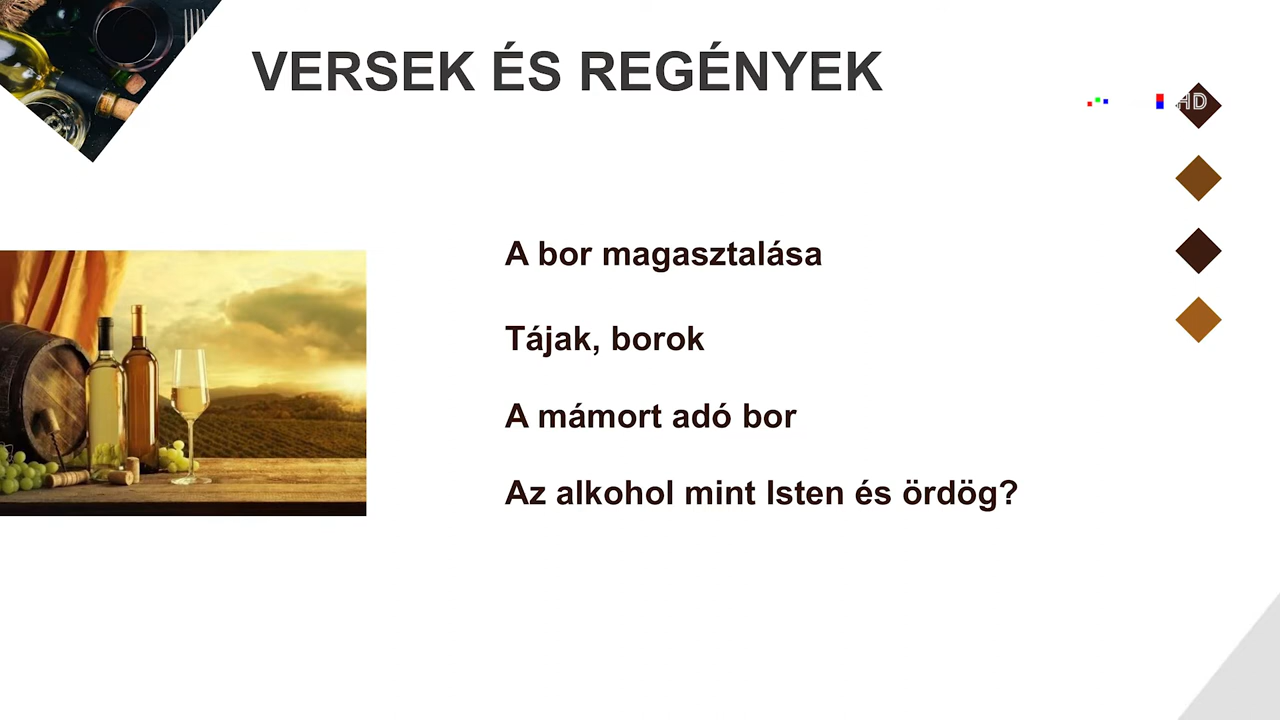 VERSEK ÉS REGÉNYEK
HD
A bor magasztalása
Tájak, borok
A mámort adó bor
Az alkohol mint Isten és ördög?